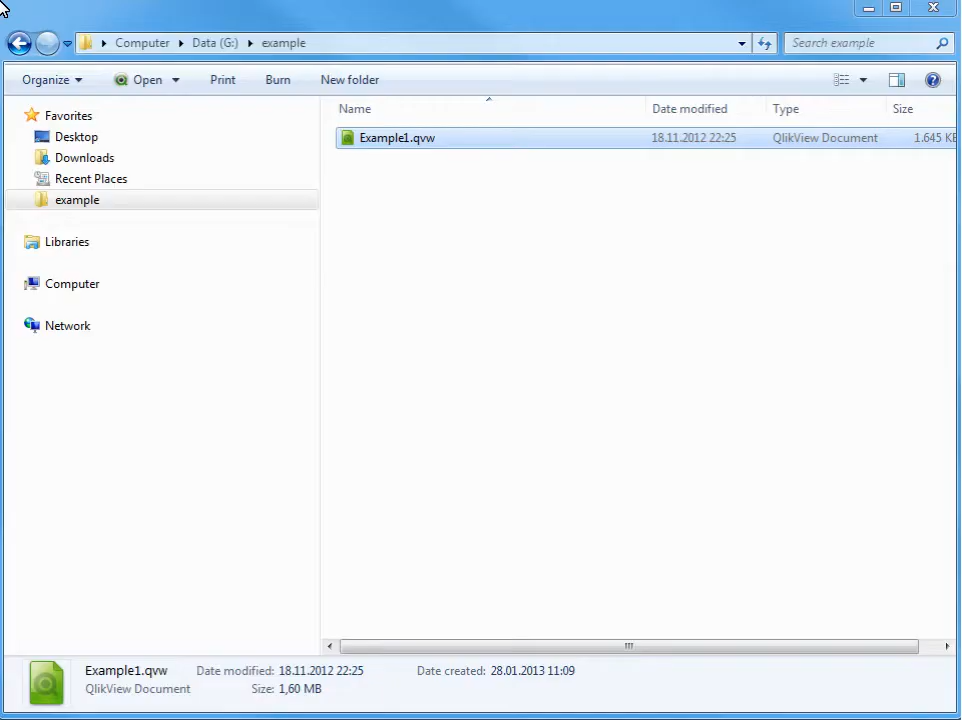 Computer Data (G:) example
Search example
Organize Open Print Burn New folder
Favorites
Desktop
Downloads
Recent Places
example
Libraries
Computer
Network
Name Date modified Type Size
Example1.qvw 18.11.2012 22:25 QlikView Document 1.645 KB
Example1.qvw Date modified: 18.11.2012 22:25 Date created: 28.01.2013 11:09
QlikView Document Size: 1,60 MB